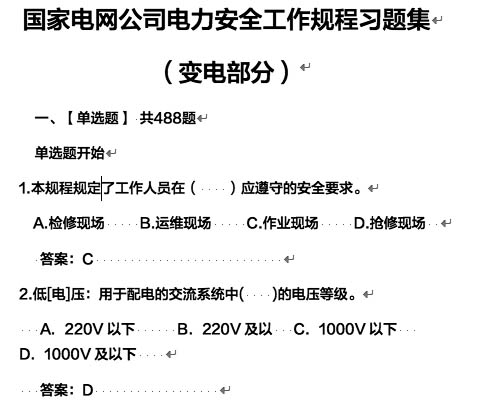 国家电网公司电力安全工作规程习题集
（变电部分）
一、【单选题】 共488题
单选题开始
1.本规程规定了工作人员在（ ）应遵守的安全要求。
A.检修现场 B.运维现场 C.作业现场 D.抢修现场
答案：C
2.低[电]压：用于配电的交流系统中( )的电压等级。
A. 220V 以下 B. 220V 及以 C. 1000V 以下
D. 1000V 及以下
答案：D